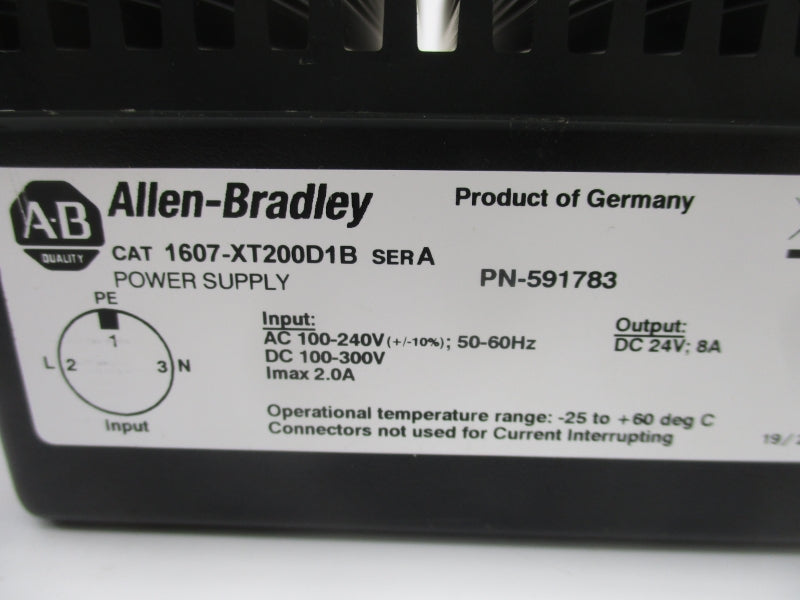 A·B
QUALITY
Allen-Bradley
Product of Germany
CAT 1607-XT200D1B SER A
POWER SUPPLY
PN-591783
PE
1
L 2 3 N
Input
Input:
AC 100-240V (+/-10%); 50-60Hz
DC 100-300V
Imax 2.0A
Output:
DC 24V; 8A
Operational temperature range: -25 to +60 deg C
Connectors not used for Current Interrupting